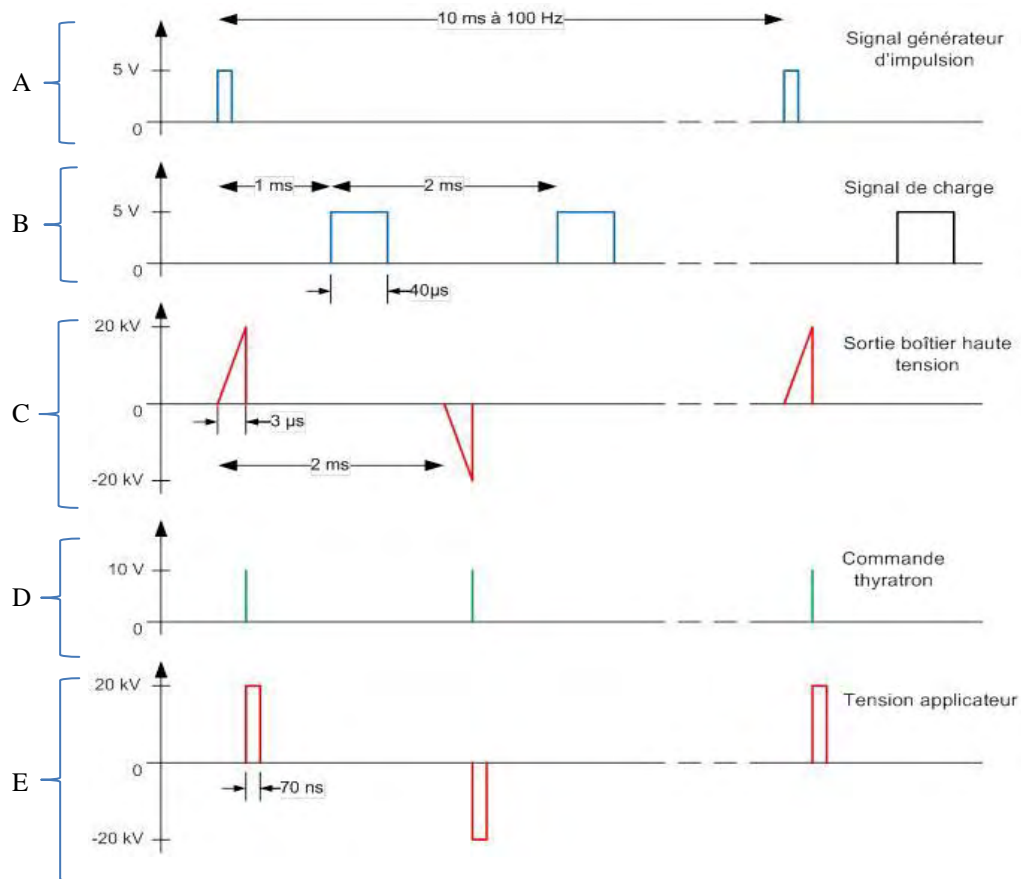 10 ms à 100 Hz
A
5 V
0
Signal générateur
d'impulsion
1 ms
2 ms
B
5 V
0
40µs
Signal de charge
C
20 kV
0
-20 kV
3 µs
2 ms
Sortie boîtier haute
tension
D
10 V
0
Commande
thyratron
E
20 kV
0
-20 kV
70 ns
Tension applicateur